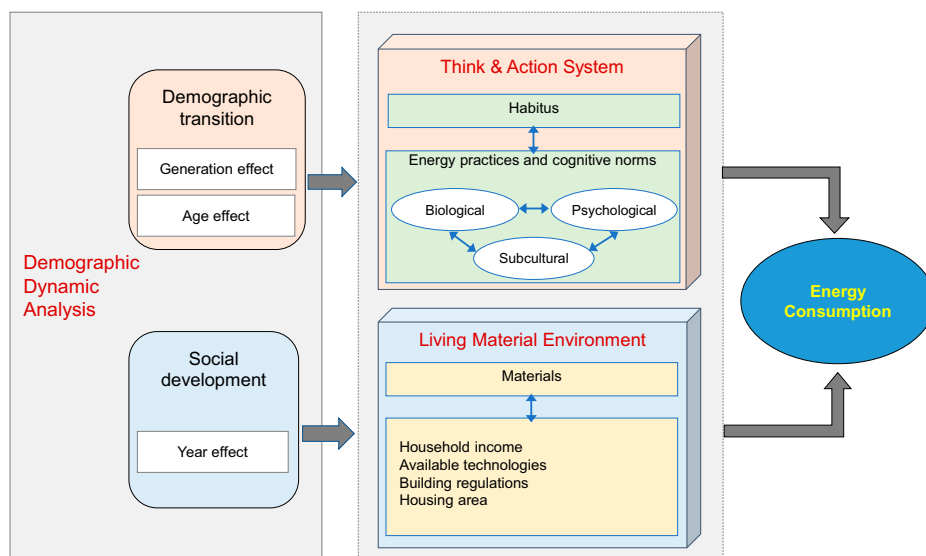 Demographic
Dynamic
Analysis
Demographic
transition
Generation effect
Age effect
Social
development
Year effect
Think & Action System
Habitus
Energy practices and cognitive norms
Biological
Psychological
Subcultural
Living Material Environment
Materials
Household income
Available technologies
Building regulations
Housing area
Energy
Consumption